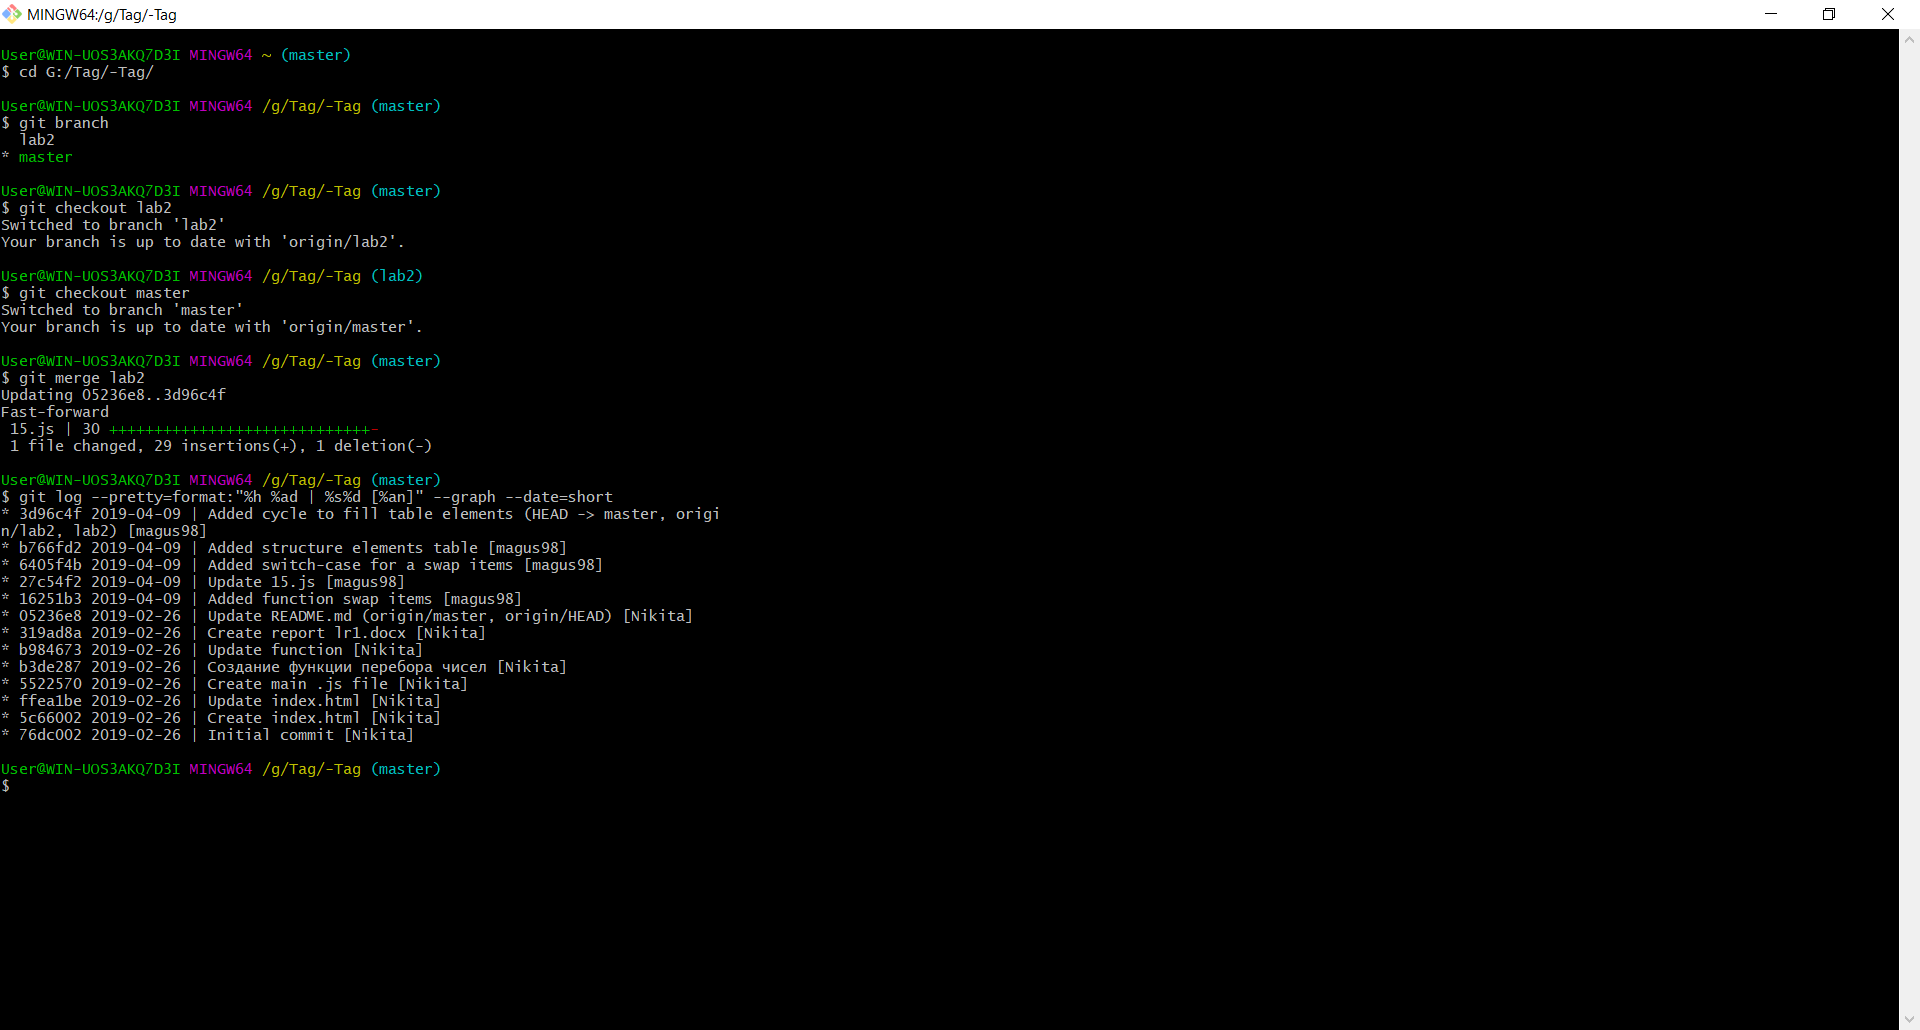 MINGW64:/g/Tag/-Tag
User@WIN-UOS3AKQ7D3I MINGW64 ~ (master)
$ cd G:/Tag/-Tag/
User@WIN-UOS3AKQ7D3I MINGW64 /g/Tag/-Tag (master)
$ git branch
  lab2
* master
User@WIN-UOS3AKQ7D3I MINGW64 /g/Tag/-Tag (master)
$ git checkout lab2
Switched to branch 'lab2'
Your branch is up to date with 'origin/lab2'.
User@WIN-UOS3AKQ7D3I MINGW64 /g/Tag/-Tag (lab2)
$ git checkout master
Switched to branch 'master'
Your branch is up to date with 'origin/master'.
User@WIN-UOS3AKQ7D3I MINGW64 /g/Tag/-Tag (master)
$ git merge lab2
Updating 05236e8..3d96c4f
Fast-forward
 15.js | 30 +++++++++++++++++++++++++++++-
 1 file changed, 29 insertions(+), 1 deletion(-)
User@WIN-UOS3AKQ7D3I MINGW64 /g/Tag/-Tag (master)
$ git log --pretty=format:"%h %ad | %s%d [%an]" --graph --date=short
* 3d96c4f 2019-04-09 | Added cycle to fill table elements (HEAD -> master, origi
n/lab2, lab2) [magus98]
* b766fd2 2019-04-09 | Added structure elements table [magus98]
* 6405f4b 2019-04-09 | Added switch-case for a swap items [magus98]
* 27c54f2 2019-04-09 | Update 15.js [magus98]
* 16251b3 2019-04-09 | Added function swap items [magus98]
* 05236e8 2019-02-26 | Update README.md (origin/master, origin/HEAD) [Nikita]
* 319ad8a 2019-02-26 | Create report lr1.docx [Nikita]
* b984673 2019-02-26 | Update function [Nikita]
* b3de287 2019-02-26 | Создание функции перебора чисел [Nikita]
* 5522570 2019-02-26 | Create main .js file [Nikita]
* ffea1be 2019-02-26 | Update index.html [Nikita]
* 5c66002 2019-02-26 | Create index.html [Nikita]
* 76dc002 2019-02-26 | Initial commit [Nikita]
User@WIN-UOS3AKQ7D3I MINGW64 /g/Tag/-Tag (master)
$